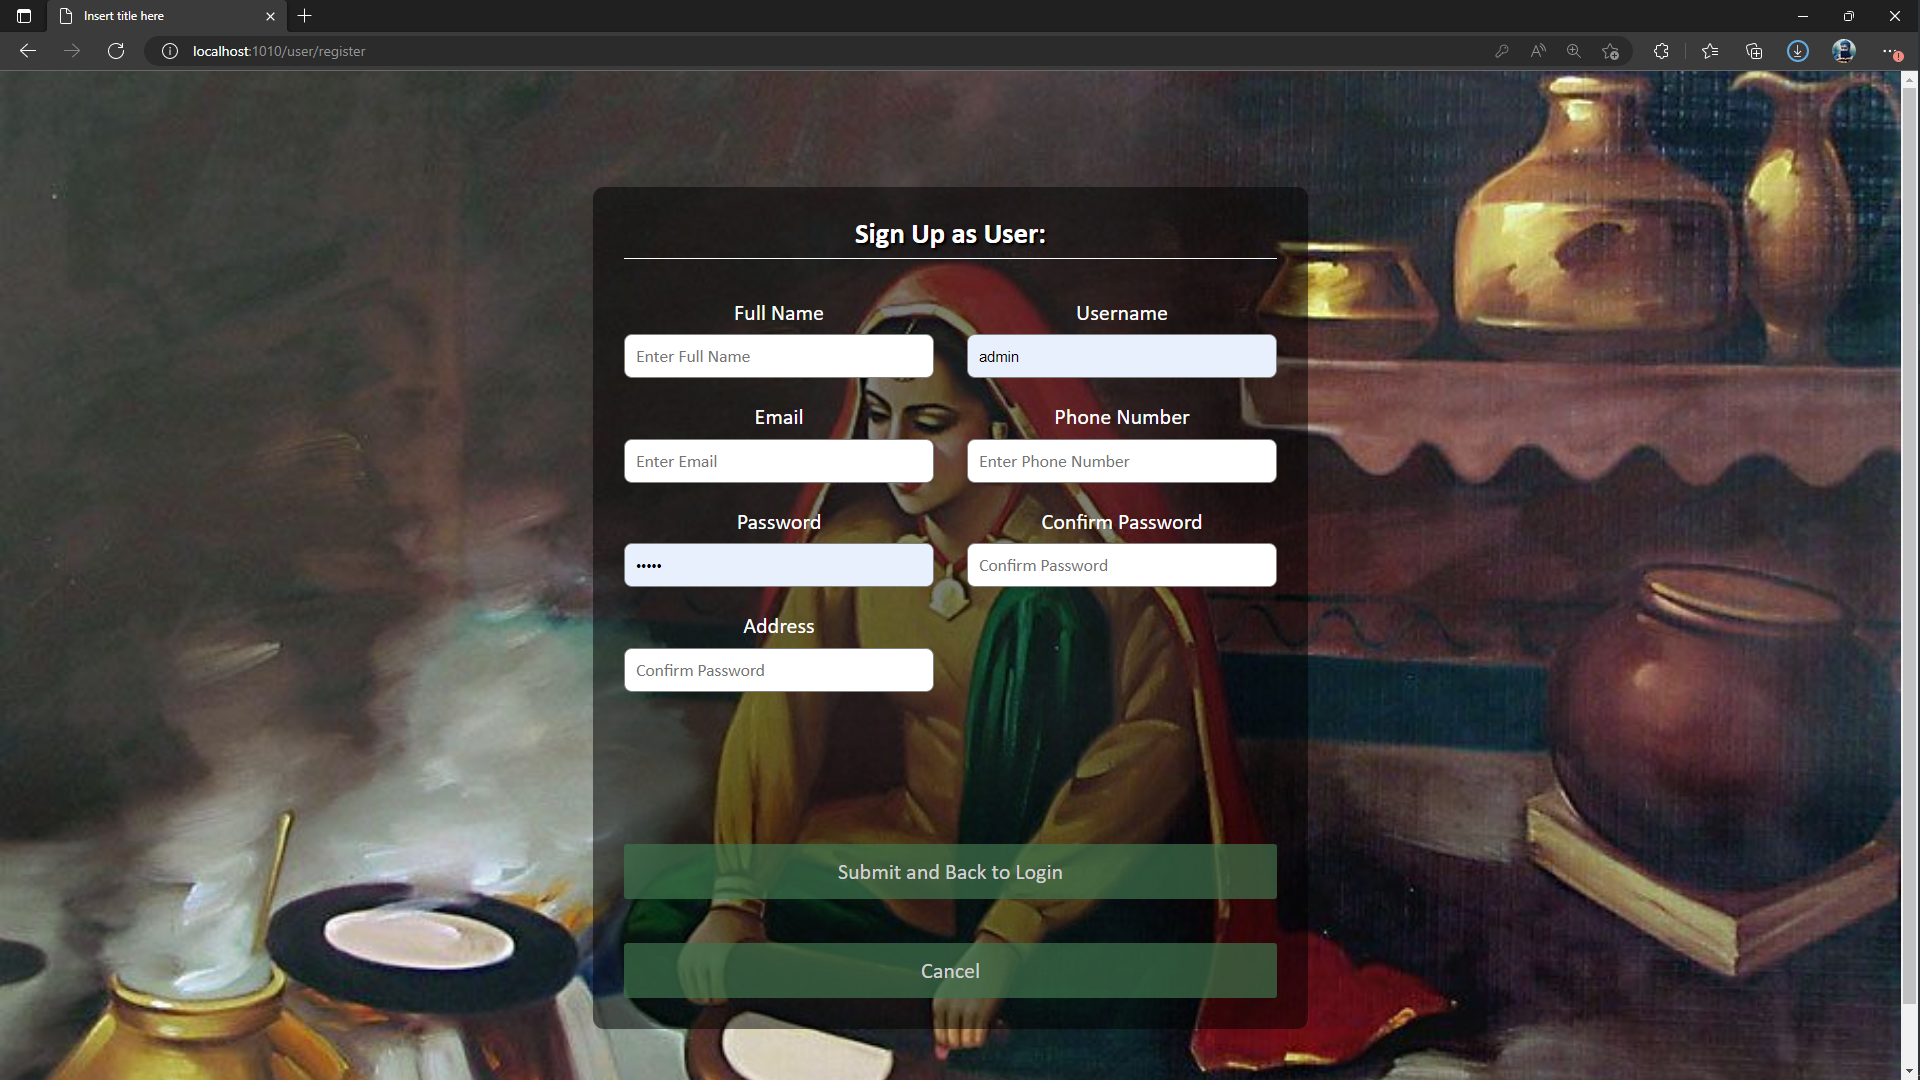 Insert title here
localhost:1010/user/register
Sign Up as User:
Full Name
Username
Enter Full Name
admin
Email
Phone Number
Enter Email
Enter Phone Number
Password
Confirm Password
•••••
Confirm Password
Address
Confirm Password
Submit and Back to Login
Cancel